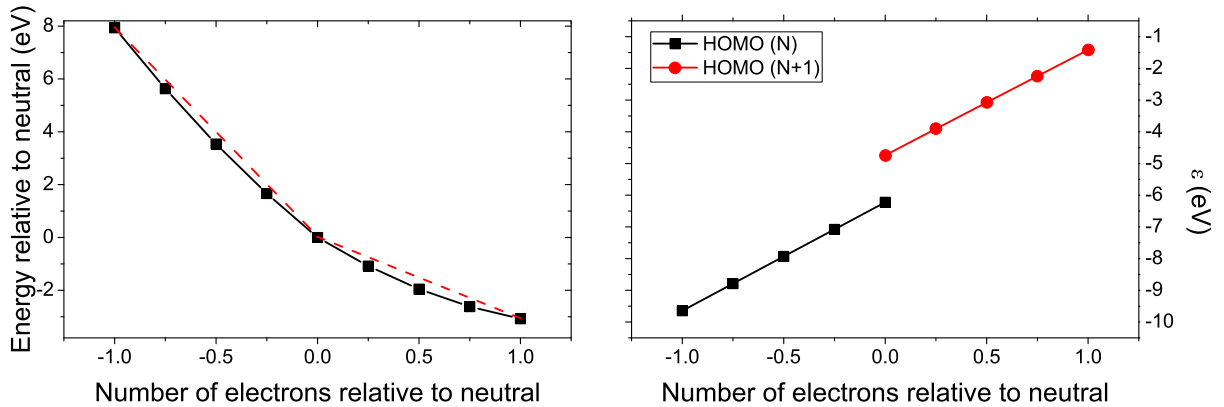 Energy relative to neutral (eV)
8
6
4
2
0
-2
-1.0 -0.5 0.0 0.5 1.0
Number of electrons relative to neutral
HOMO (N)
HOMO (N+1)
-1
-2
-3
-4
-5
-6
-7
-8
-9
-10
ε (eV)
-1.0 -0.5 0.0 0.5 1.0
Number of electrons relative to neutral